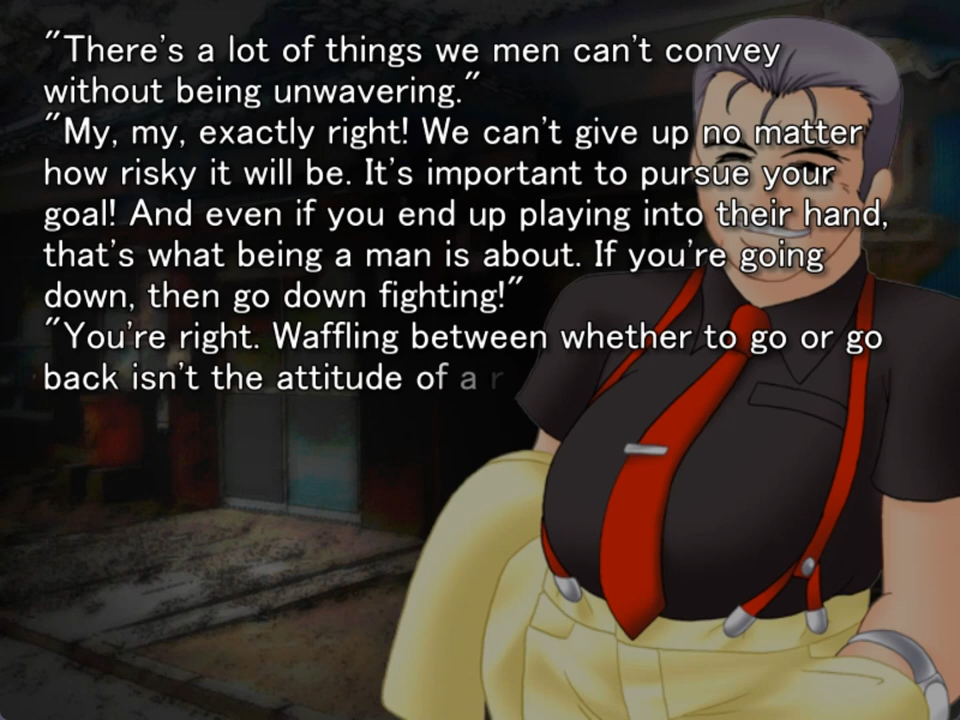 "There's a lot of things we men can't convey
without being unwavering."
"My, my, exactly right! We can't give up no matter
how risky it will be. It's important to pursue your
goal! And even if you end up playing into their hand,
that's what being a man is about. If you're going
down, then go down fighting!"
"You're right. Waffling between whether to go or go
back isn't the attitude of a r